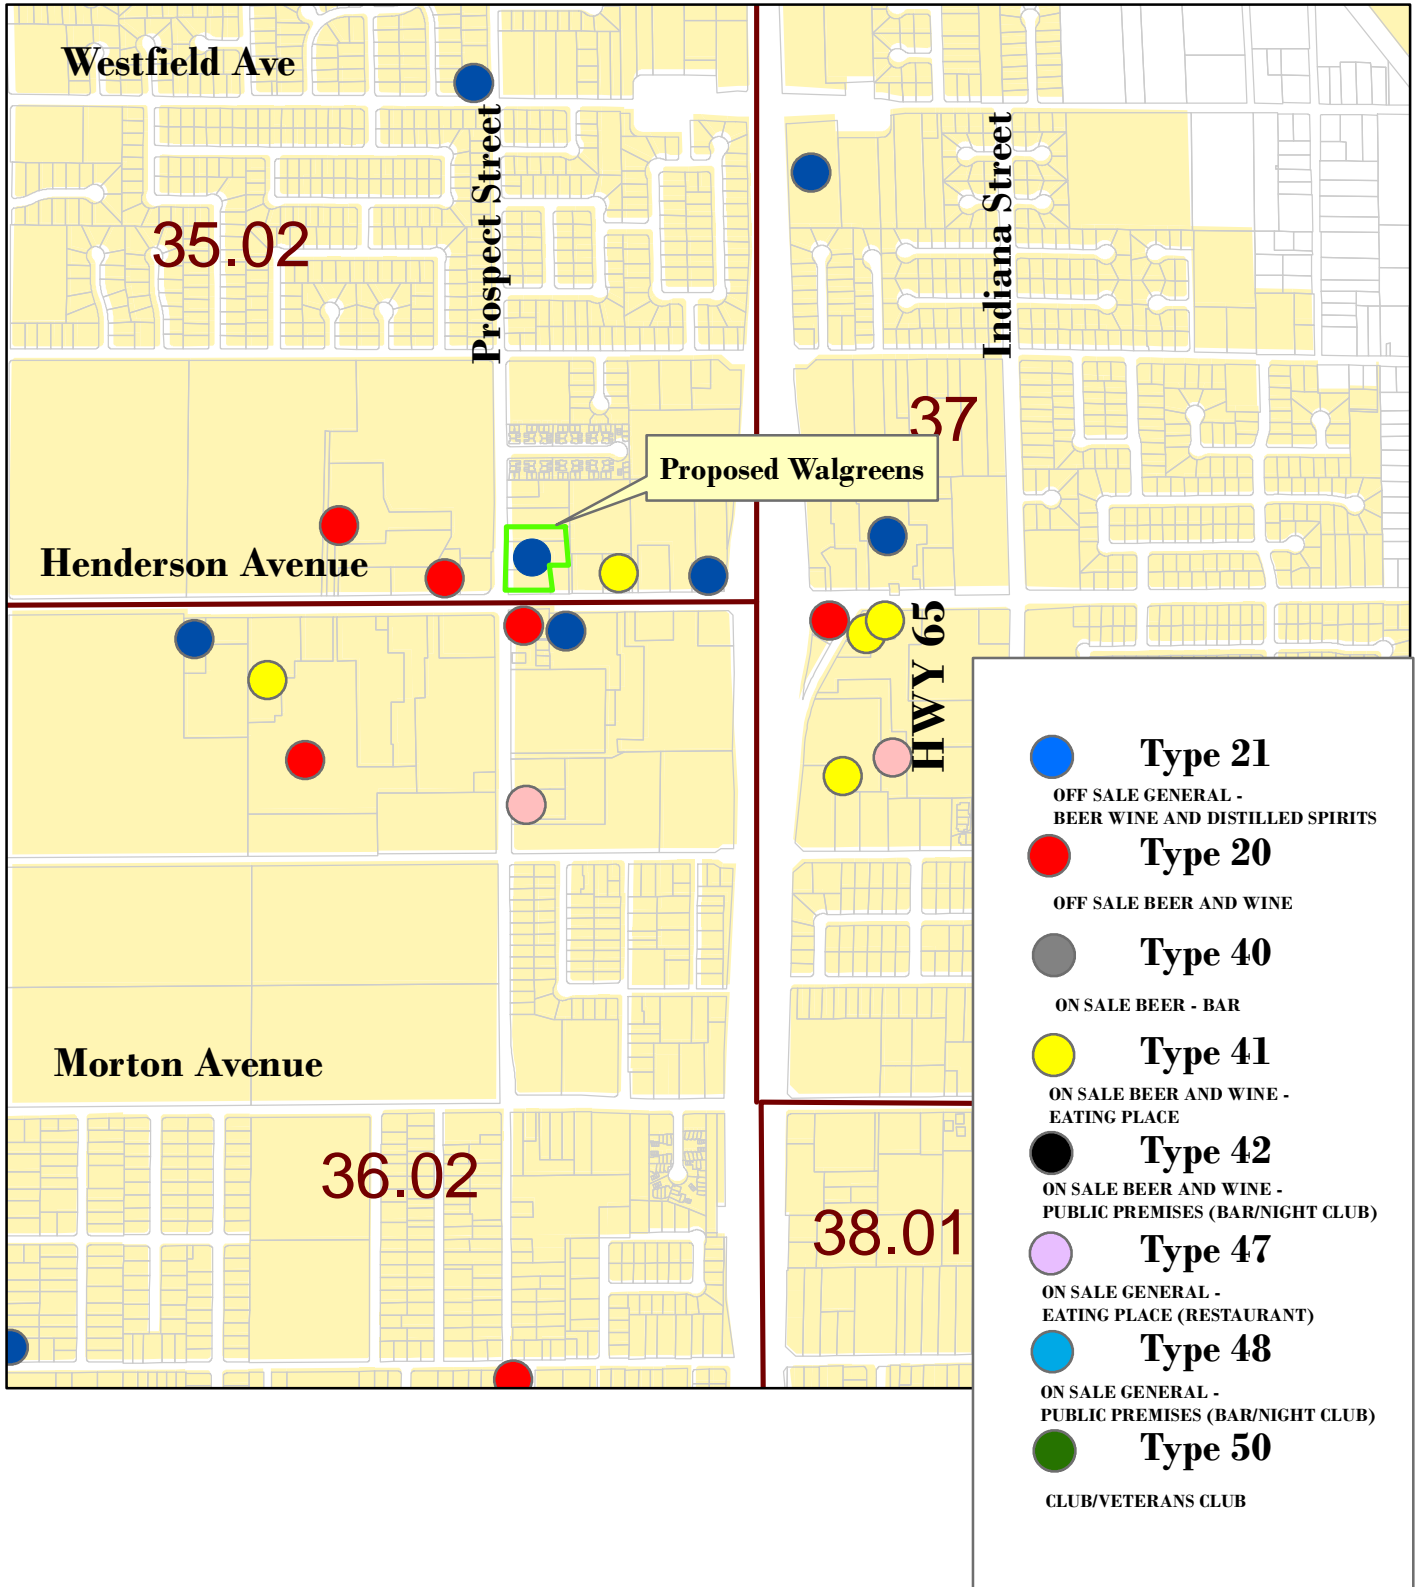 Westfield Ave
Prospect Street
Indiana Street
35.02
37
Proposed Walgreens
Henderson Avenue
HWY 65
Morton Avenue
36.02
38.01
Type 21
OFF SALE GENERAL -
BEER WINE AND DISTILLED SPIRITS
Type 20
OFF SALE BEER AND WINE
Type 40
ON SALE BEER - BAR
Type 41
ON SALE BEER AND WINE -
EATING PLACE
Type 42
ON SALE BEER AND WINE -
PUBLIC PREMISES (BAR/NIGHT CLUB)
Type 47
ON SALE GENERAL -
EATING PLACE (RESTAURANT)
Type 48
ON SALE GENERAL -
PUBLIC PREMISES (BAR/NIGHT CLUB)
Type 50
CLUB/VETERANS CLUB